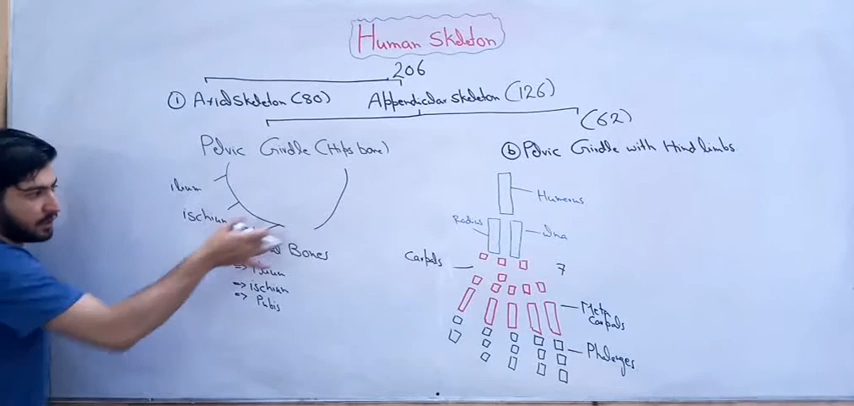 Human Skeleton
206
① Axial skeleton (80)
Appendicular skeleton (126)
(62)
Pelvic Girdle (Hips bone)
ⓑ Pelvic Girdle with Hind limbs
ilium
ischium
Bones
=> Ilium
=> ischium
=> Pubis
Humerus
Radius
ulna
Carpals
7
Meta
carpals
Phalenges